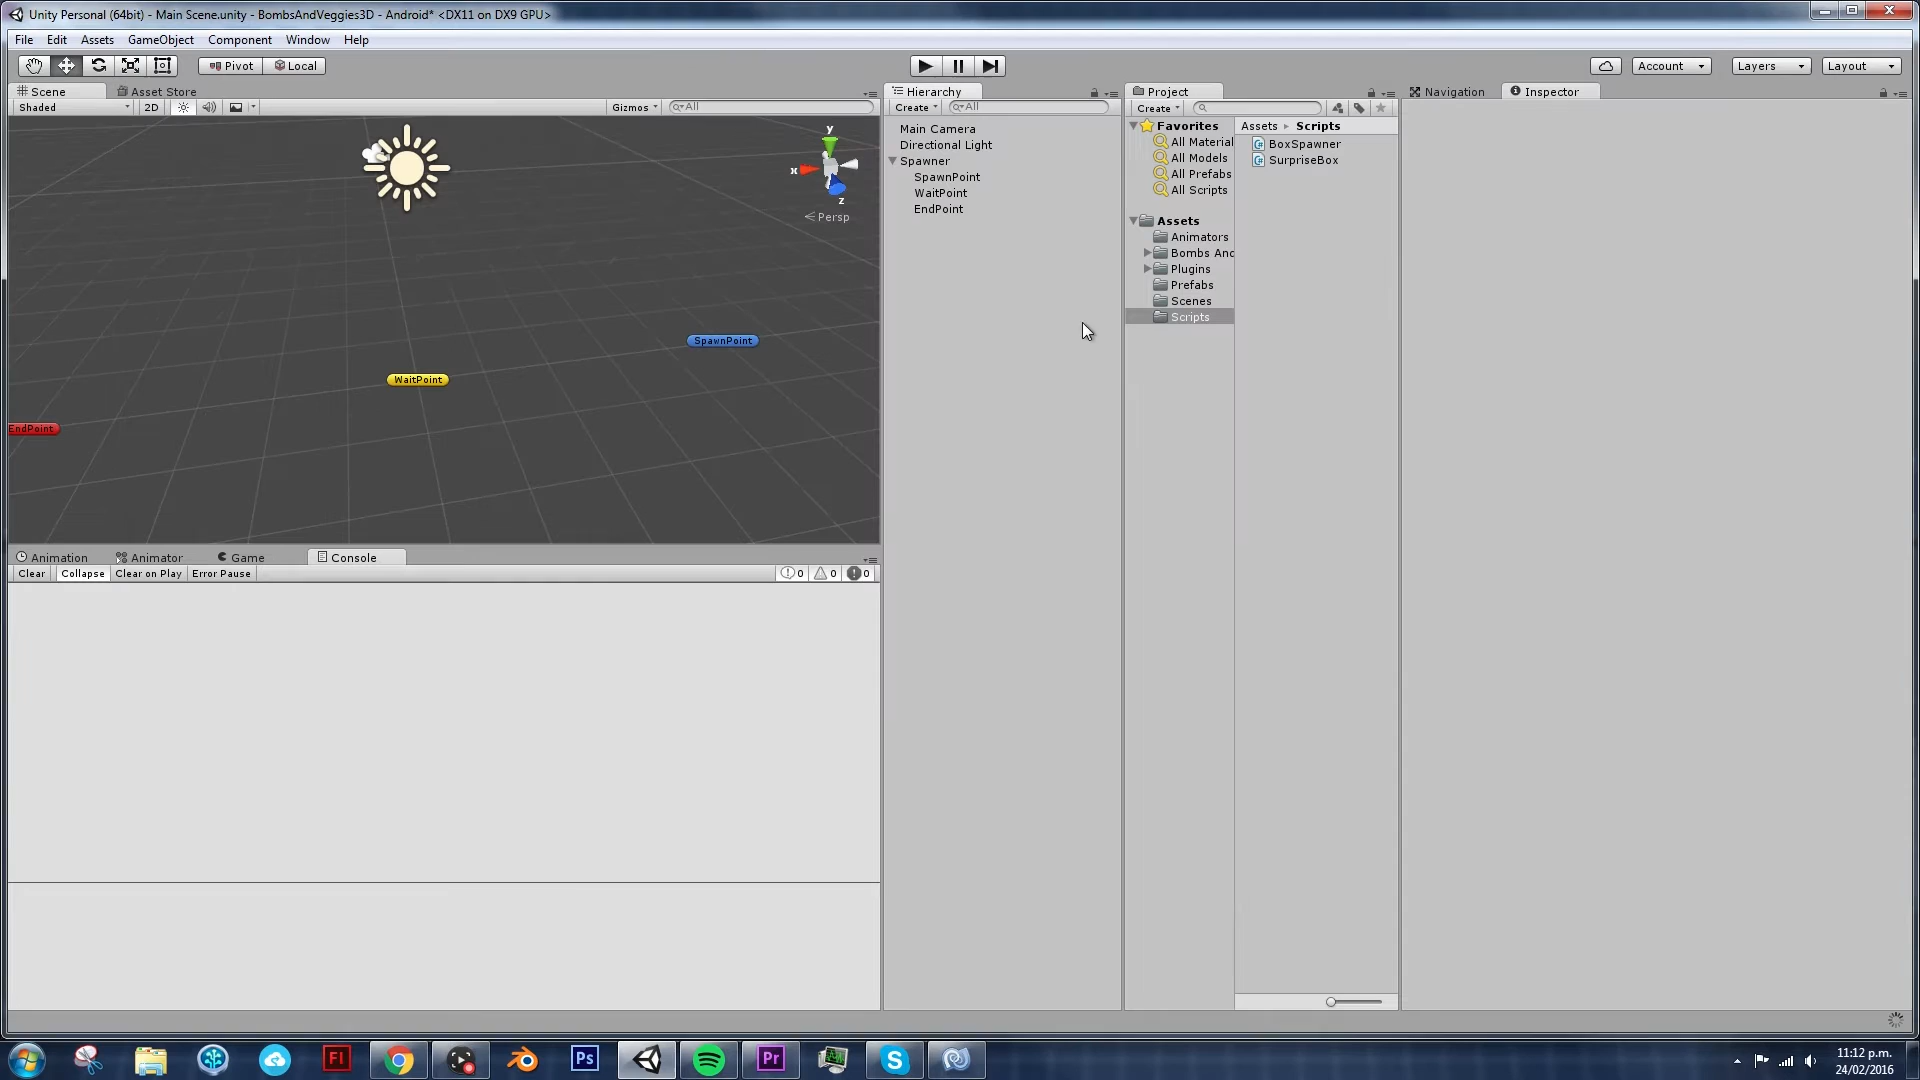 Unity Personal (64bit) - Main Scene.unity - BombsAndVeggies3D - Android* <DX11 on DX9 GPU>
File Edit Assets GameObject Component Window Help
Pivot Local Account Layers Layout
Scene Asset Store
Shaded 2D Gizmos All
y
x
z
Persp
SpawnPoint
WaitPoint
EndPoint
Animation Animator Game Console
Clear Collapse Clear on Play Error Pause 0 0 0
Hierarchy
Create All
Main Camera
Directional Light
Spawner
SpawnPoint
WaitPoint
EndPoint
Project
Create
Favorites
All Material
All Models
All Prefabs
All Scripts
Assets
Animators
Bombs And
Plugins
Prefabs
Scenes
Scripts
Assets Scripts
BoxSpawner
SurpriseBox
Navigation Inspector
Fl Ps Pr
11:12 p.m.
24/02/2016